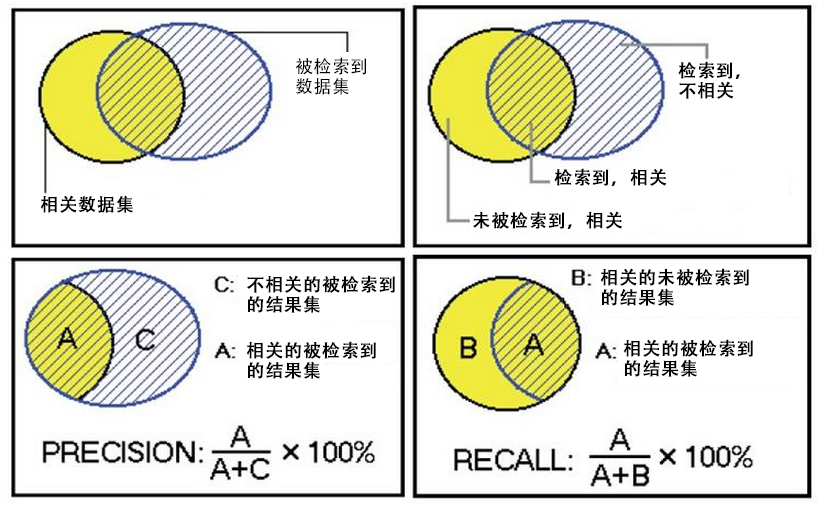 被检索到
数据集
相关数据集
检索到,
不相关
检索到，相关
未被检索到，相关
C: 不相关的被检索到
的结果集
A: 相关的被检索到
的结果集
A C
PRECISION: A/A+C × 100%
B: 相关的未被检索到
的结果集
A: 相关的被检索到
的结果集
B A
RECALL: A/A+B × 100%